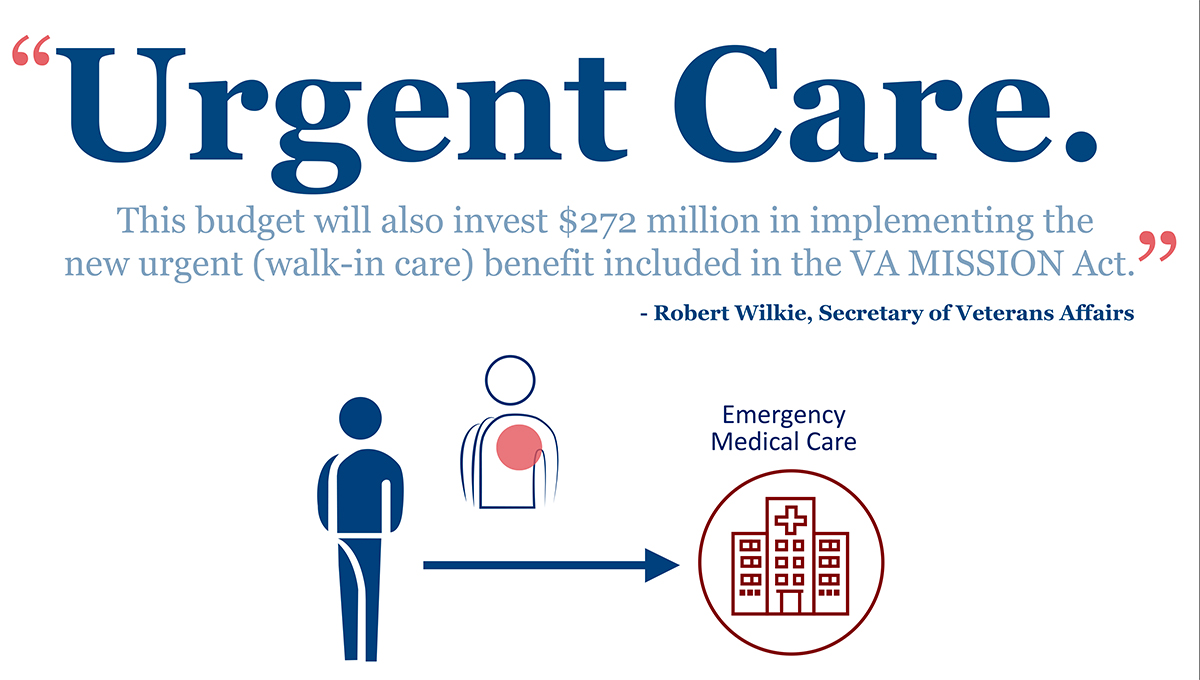 “Urgent Care.
This budget will also invest $272 million in implementing the
new urgent (walk-in care) benefit included in the VA MISSION Act.”
- Robert Wilkie, Secretary of Veterans Affairs
Emergency
Medical Care